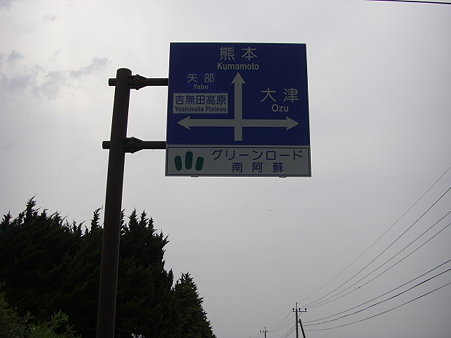 熊本
Kumamoto
矢部
Yabe
吉無田高原
Yoshimuta Plateau
大津
Ozu
グリーンロード
南阿蘇